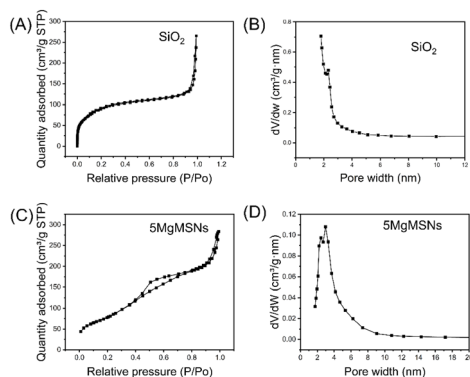 (A)
SiO₂
Quantity adsorbed (cm³/g STP)
300
250
200
150
100
50
0
0.0 0.2 0.4 0.6 0.8 1.0 1.2
Relative pressure (P/Po)
(B)
SiO₂
dV/dw (cm³/g·nm)
0.8
0.6
0.4
0.2
0.0
0 2 4 6 8 10 12
Pore width (nm)
(C)
5MgMSNs
Quantity adsorbed (cm³/g STP)
300
200
100
0
0.0 0.2 0.4 0.6 0.8 1.0
Relative pressure (P/Po)
(D)
5MgMSNs
dV/dW (cm³/g·nm)
0.12
0.10
0.08
0.06
0.04
0.02
0.00
0 2 4 6 8 10 12 14 16 18 20
Pore width (nm)